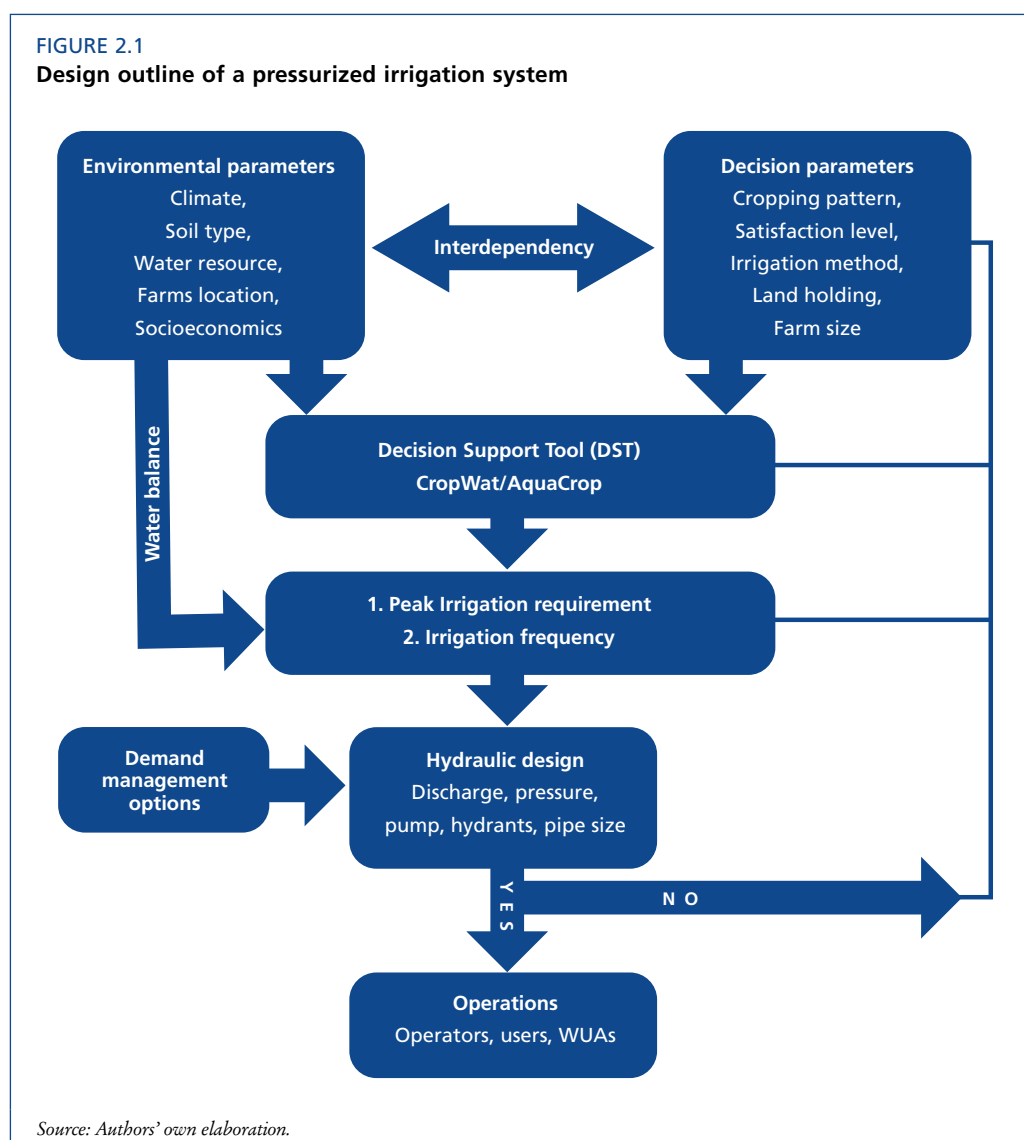 FIGURE 2.1
Design outline of a pressurized irrigation system
Environmental parameters
Climate,
Soil type,
Water resource,
Farms location,
Socioeconomics
Interdependency
Decision parameters
Cropping pattern,
Satisfaction level,
Irrigation method,
Land holding,
Farm size
Water balance
Decision Support Tool (DST)
CropWat/AquaCrop
1. Peak Irrigation requirement
2. Irrigation frequency
Demand
management
options
Hydraulic design
Discharge, pressure,
pump, hydrants, pipe size
YES
NO
Operations
Operators, users, WUAs
Source: Authors' own elaboration.